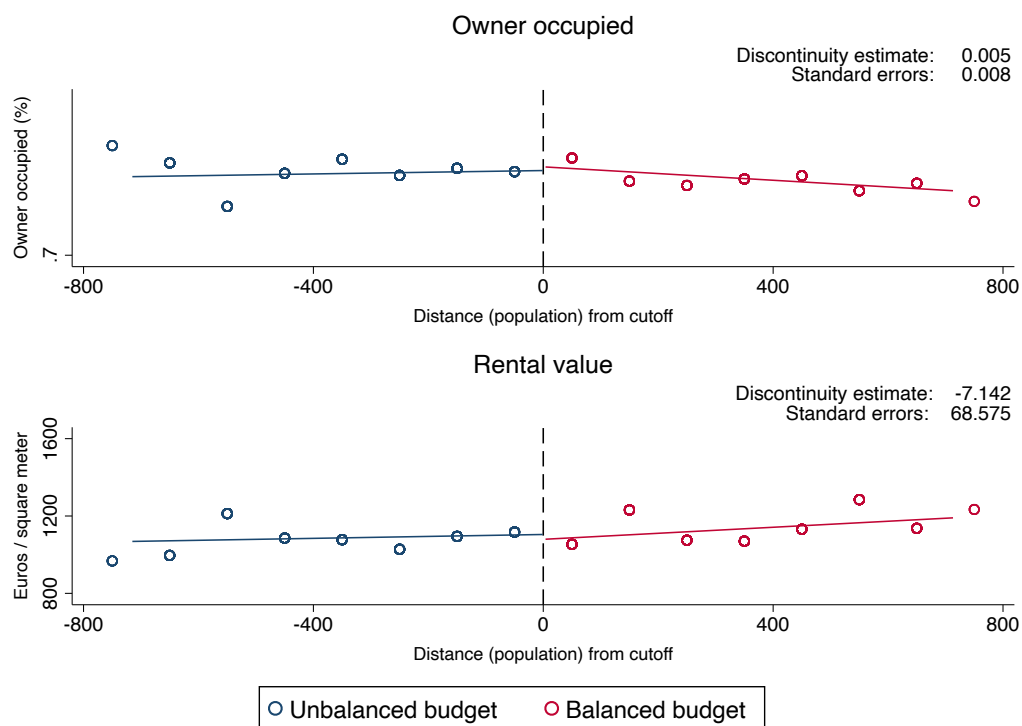 Owner occupied
Discontinuity estimate: 0.005
Standard errors: 0.008
Owner occupied (%)
.7
-800 -400 0 400 800
Distance (population) from cutoff
Rental value
Discontinuity estimate: -7.142
Standard errors: 68.575
Euros / square meter
1600
1200
800
-800 -400 0 400 800
Distance (population) from cutoff
Unbalanced budget Balanced budget